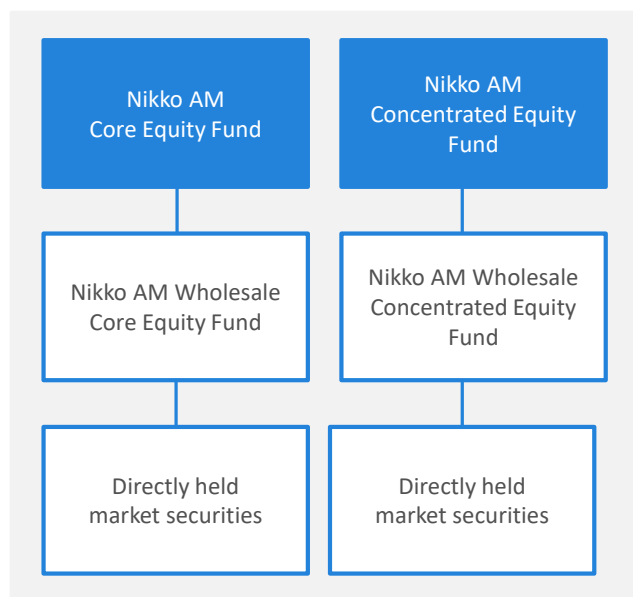 Nikko AM
Core Equity Fund
Nikko AM
Concentrated Equity
Fund
Nikko AM Wholesale
Core Equity Fund
Nikko AM Wholesale
Concentrated Equity
Fund
Directly held
market securities
Directly held
market securities